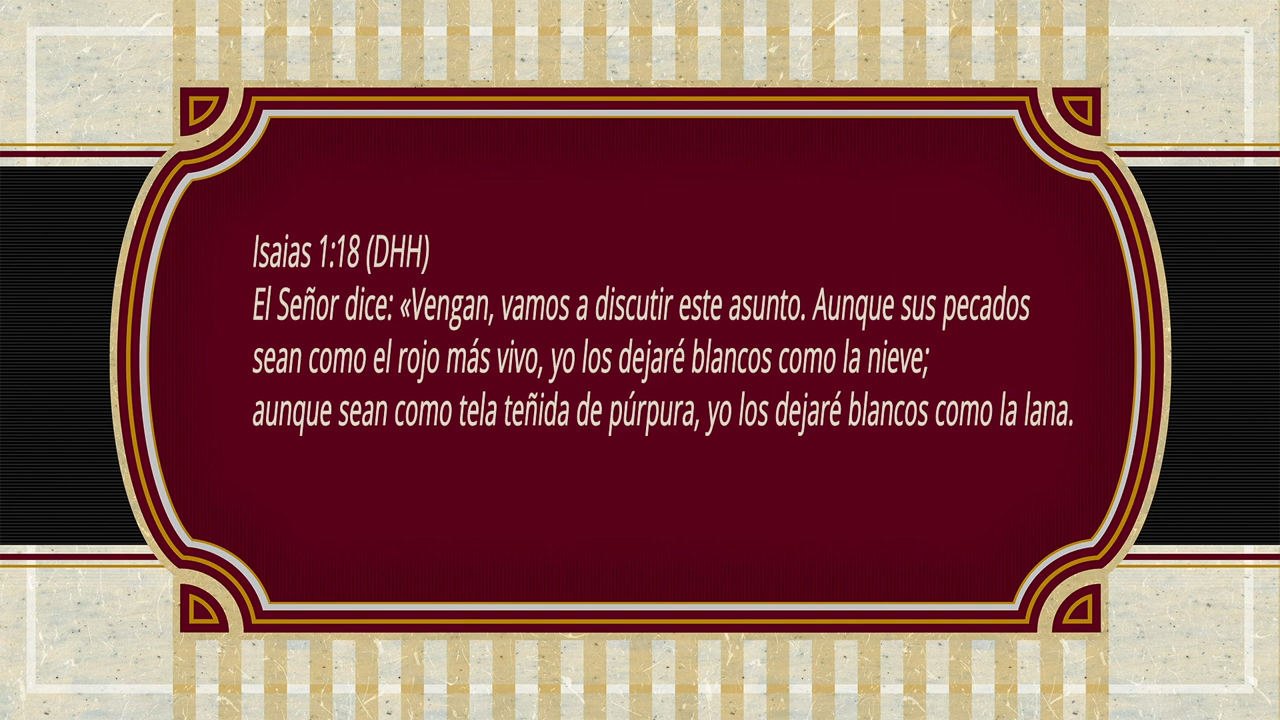 Isaias 1:18 (DHH)
El Señor dice: «Vengan, vamos a discutir este asunto. Aunque sus pecados
sean como el rojo más vivo, yo los dejaré blancos como la nieve;
aunque sean como tela teñida de púrpura, yo los dejaré blancos como la lana.